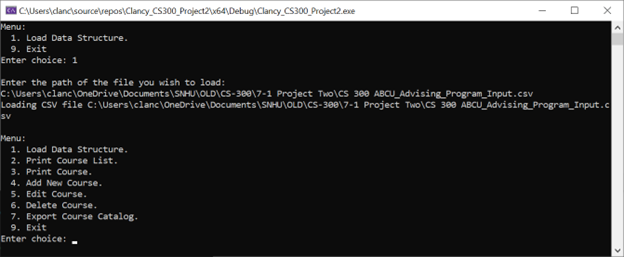 C:\Users\clanc\source\repos\Clancy_CS300_Project2\x64\Debug\Clancy_CS300_Project2.exe
Menu:
1. Load Data Structure.
9. Exit
Enter choice: 1
Enter the path of the file you wish to load:
C:\Users\clanc\OneDrive\Documents\SNHU\OLD\CS-300\7-1 Project Two\CS 300 ABCU_Advising_Program_Input.csv
Loading CSV file C:\Users\clanc\OneDrive\Documents\SNHU\OLD\CS-300\7-1 Project Two\CS 300 ABCU_Advising_Program_Input.c
sv
Menu:
1. Load Data Structure.
2. Print Course List.
3. Print Course.
4. Add New Course.
5. Edit Course.
6. Delete Course.
7. Export Course Catalog.
9. Exit
Enter choice: